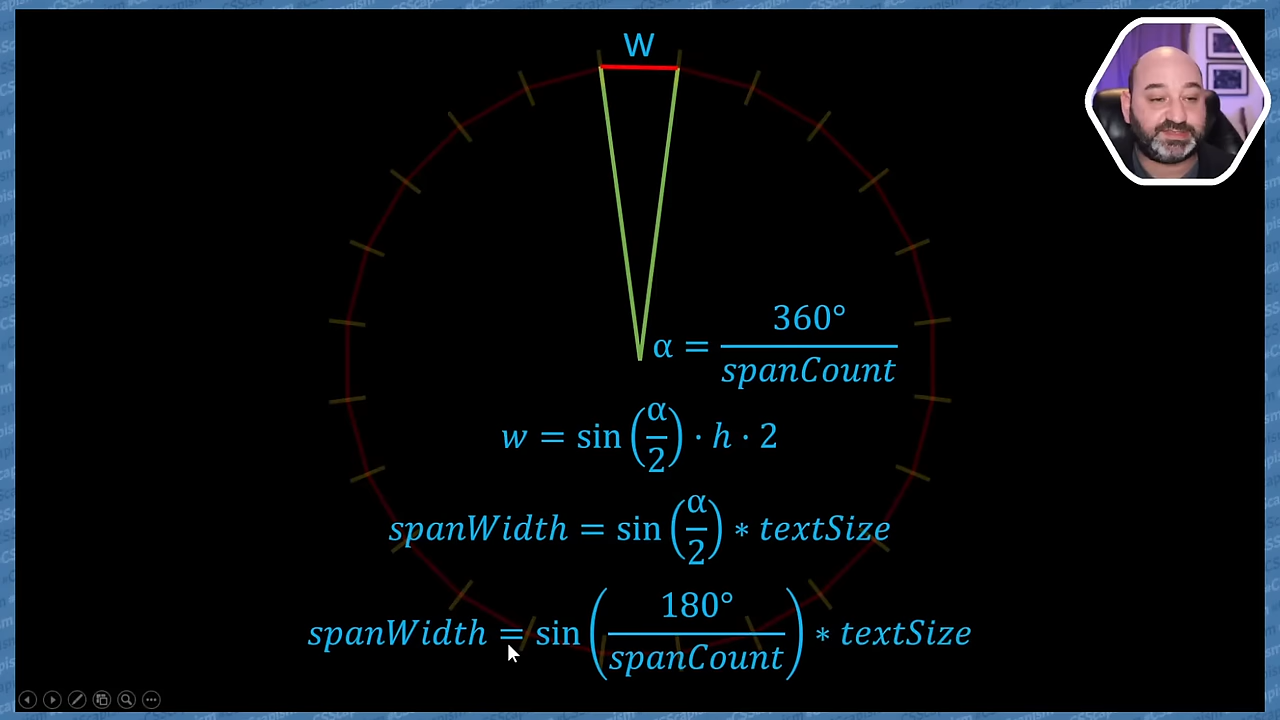 W
α = 360° / spanCount
w = sin(α/2) · h · 2
spanWidth = sin(α/2) * textSize
spanWidth = sin(180° / spanCount) * textSize